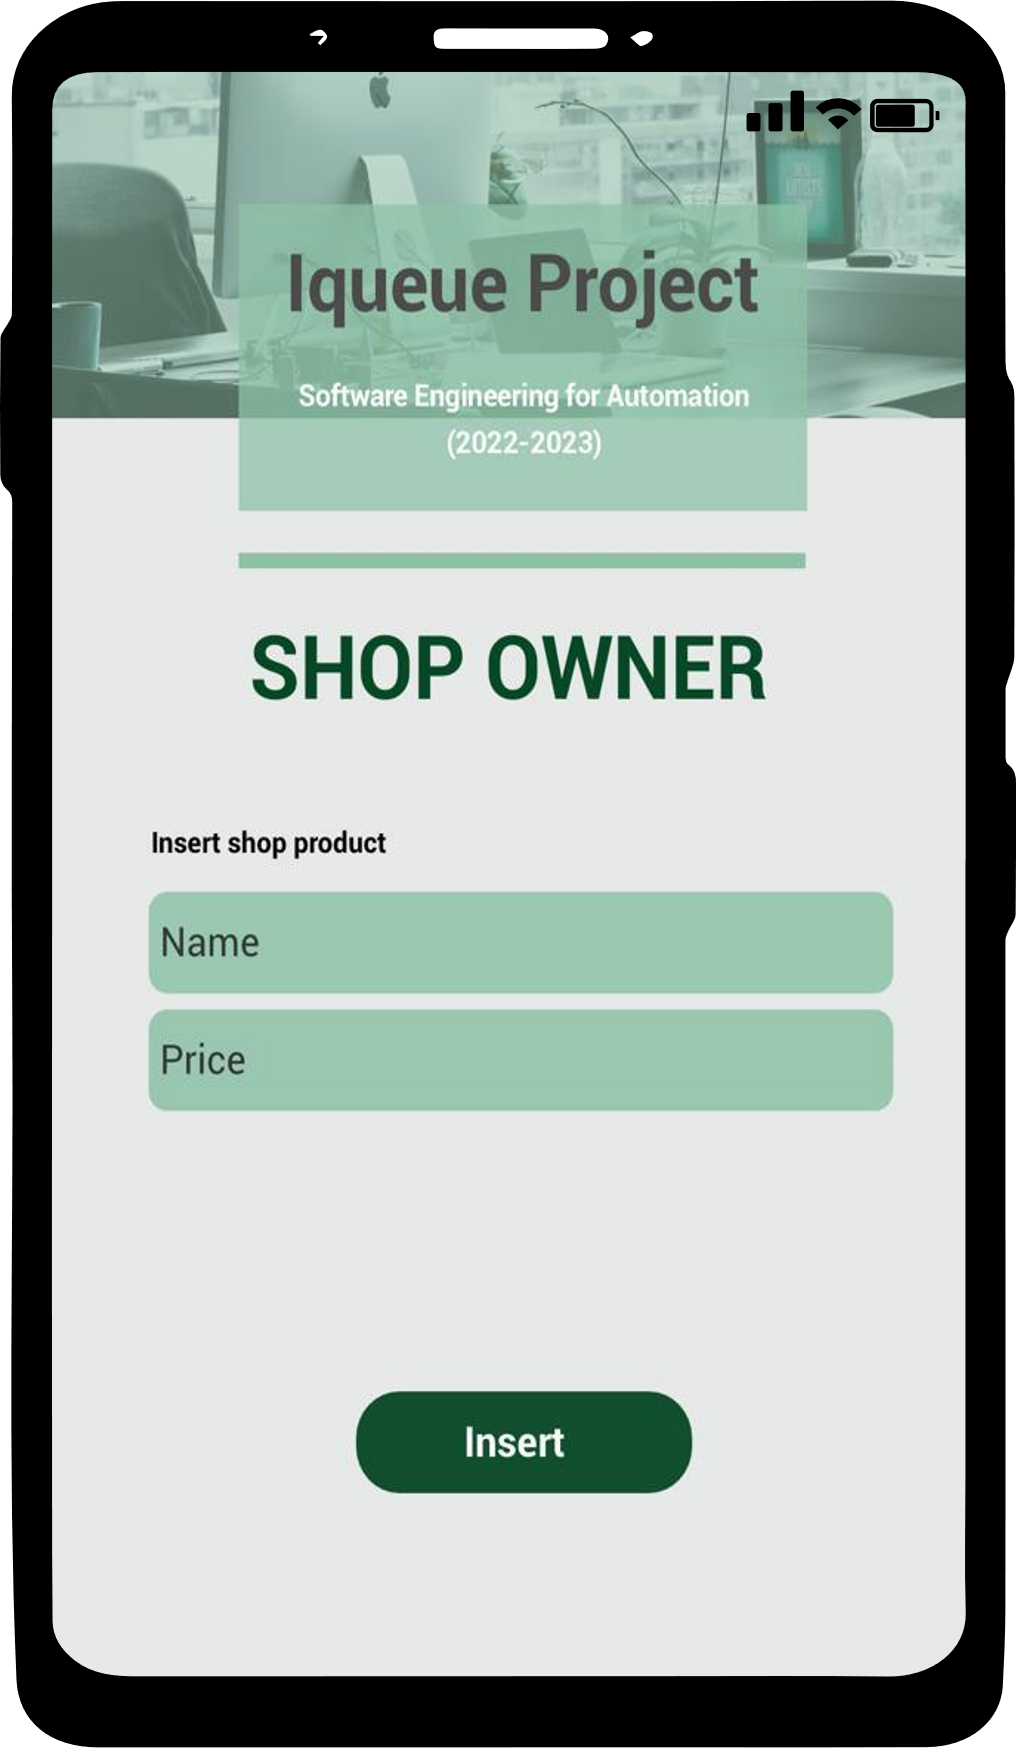 Iqueue Project
Software Engineering for Automation
(2022-2023)
SHOP OWNER
Insert shop product
Name
Price
Insert